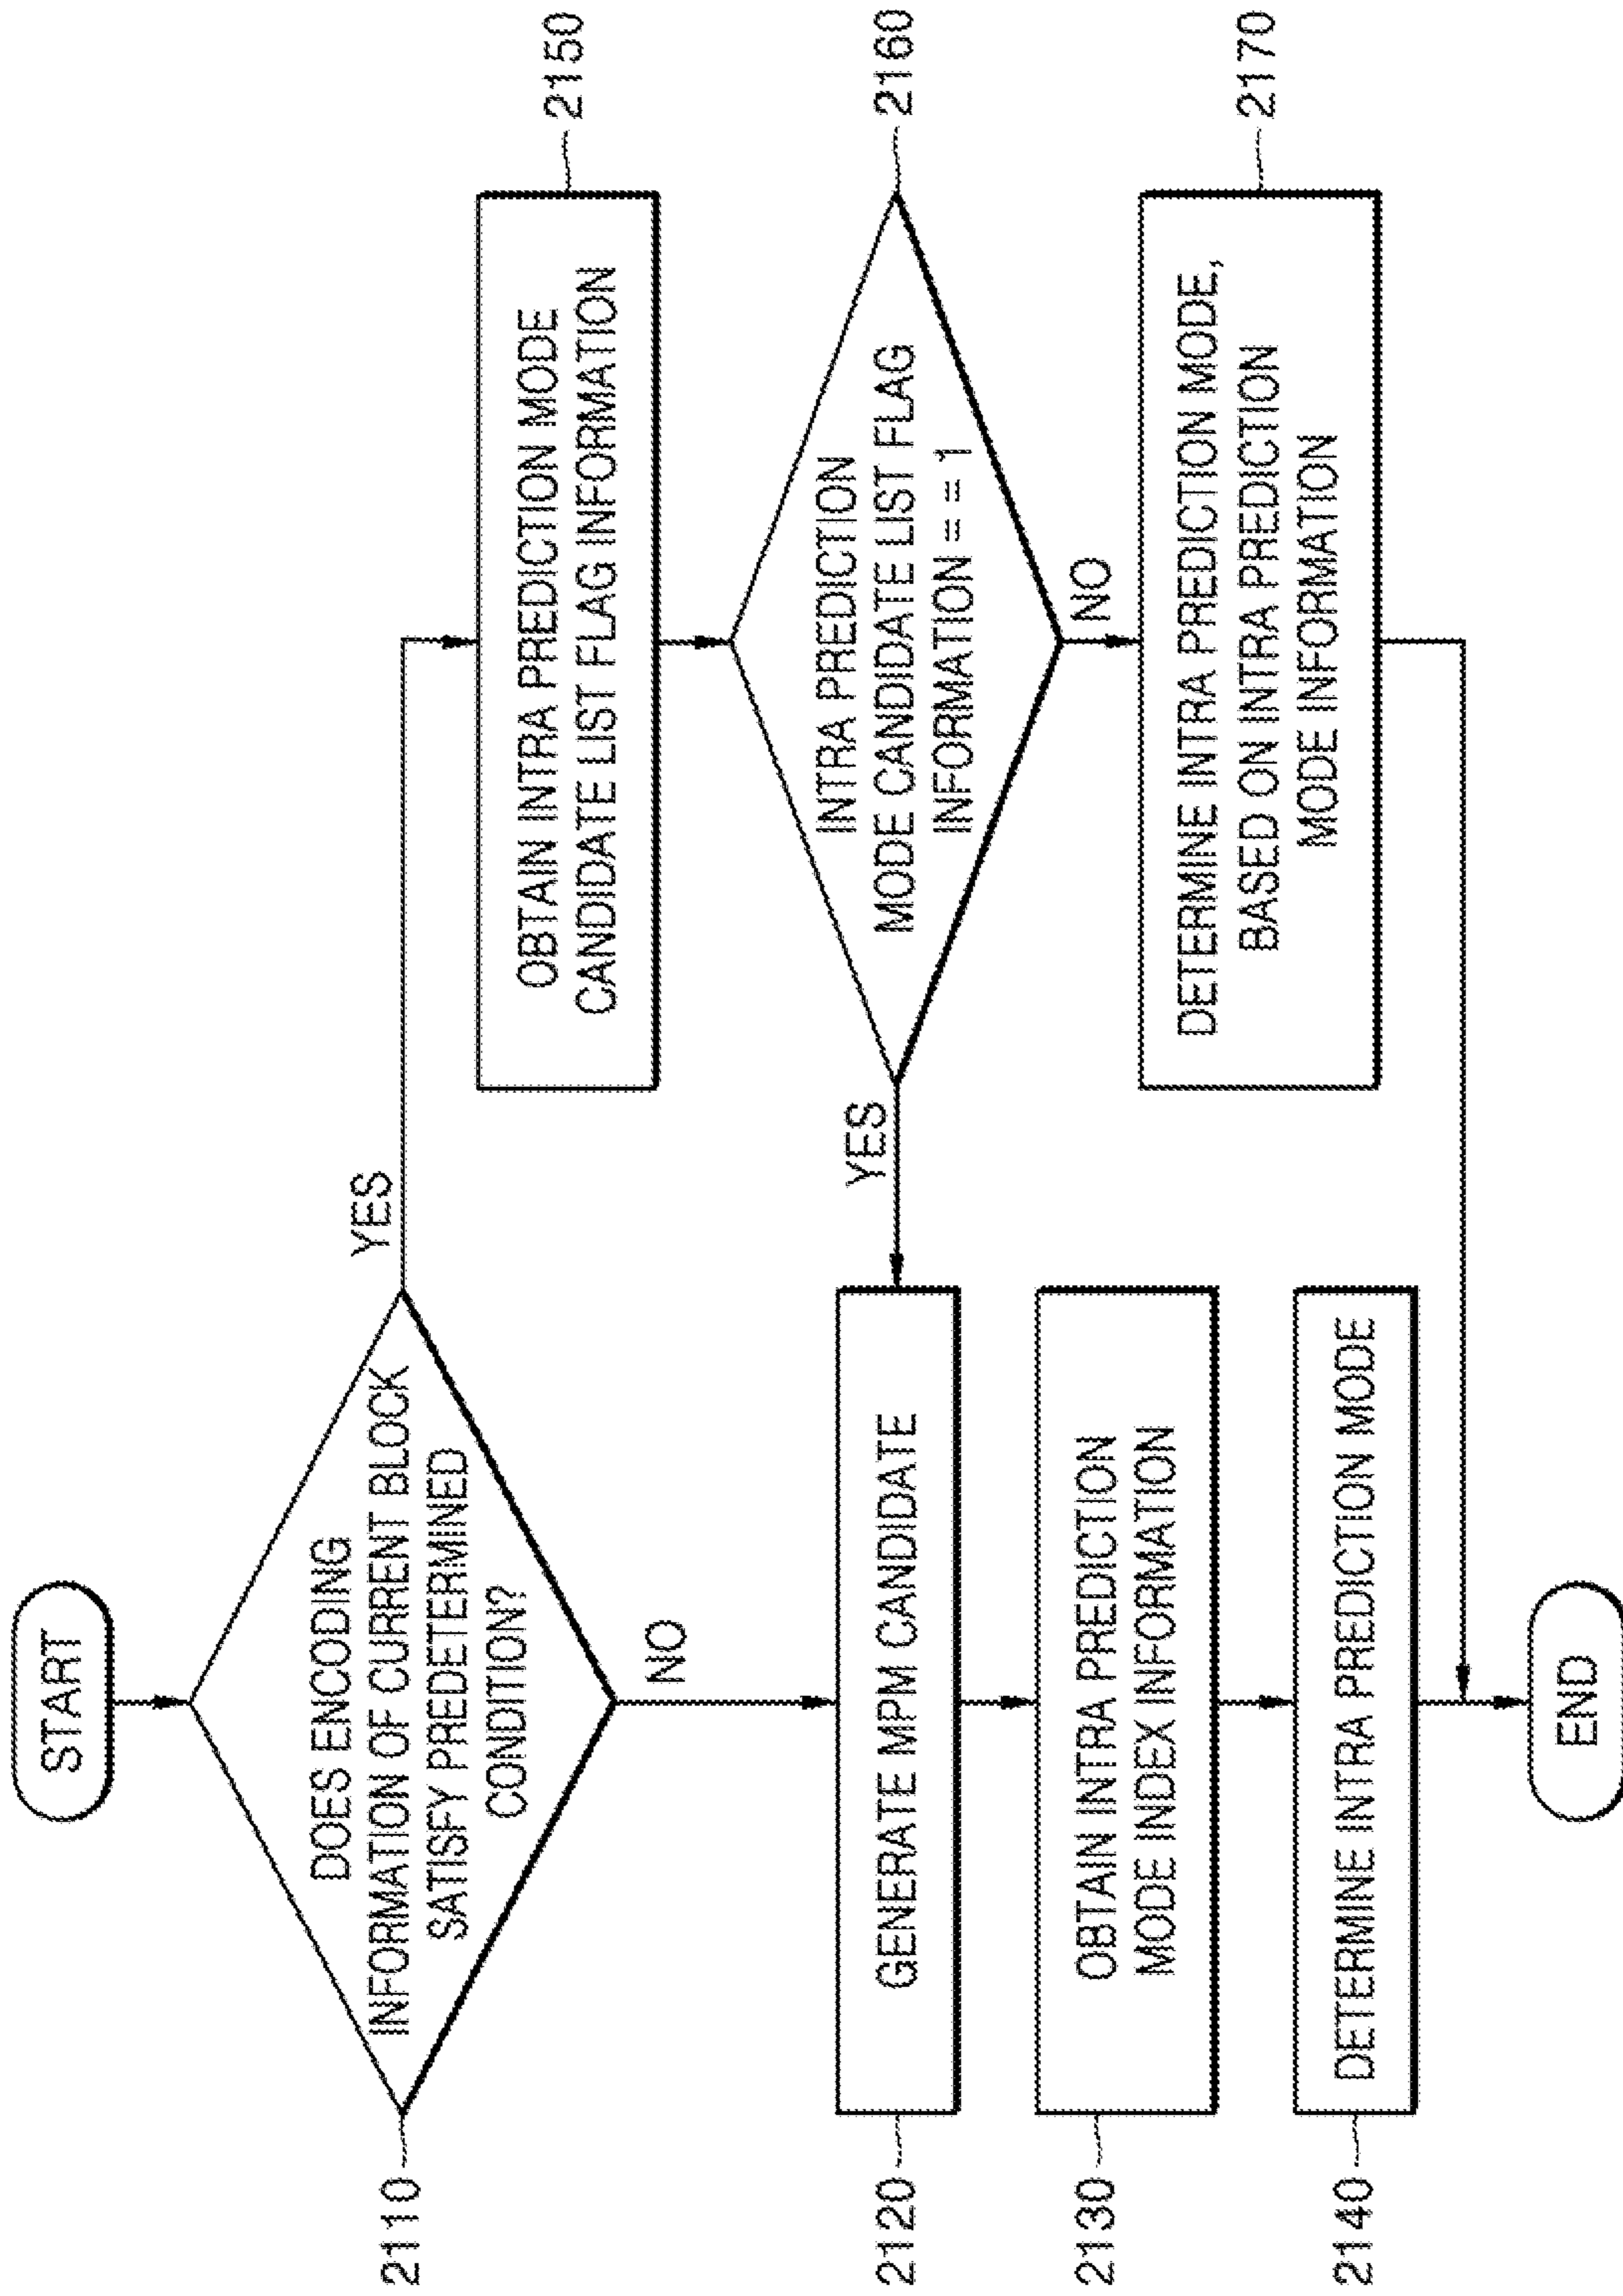 START
DOES ENCODING
INFORMATION OF CURRENT BLOCK
SATISFY PREDETERMINED
CONDITION?
2110
YES
NO
OBTAIN INTRA PREDICTION MODE
CANDIDATE LIST FLAG INFORMATION
2150
INTRA PREDICTION
MODE CANDIDATE LIST FLAG
INFORMATION = = 1
2160
YES
NO
GENERATE MPM CANDIDATE
2120
OBTAIN INTRA PREDICTION
MODE INDEX INFORMATION
2130
DETERMINE INTRA PREDICTION MODE,
BASED ON INTRA PREDICTION
MODE INFORMATION
2170
DETERMINE INTRA PREDICTION MODE
2140
END